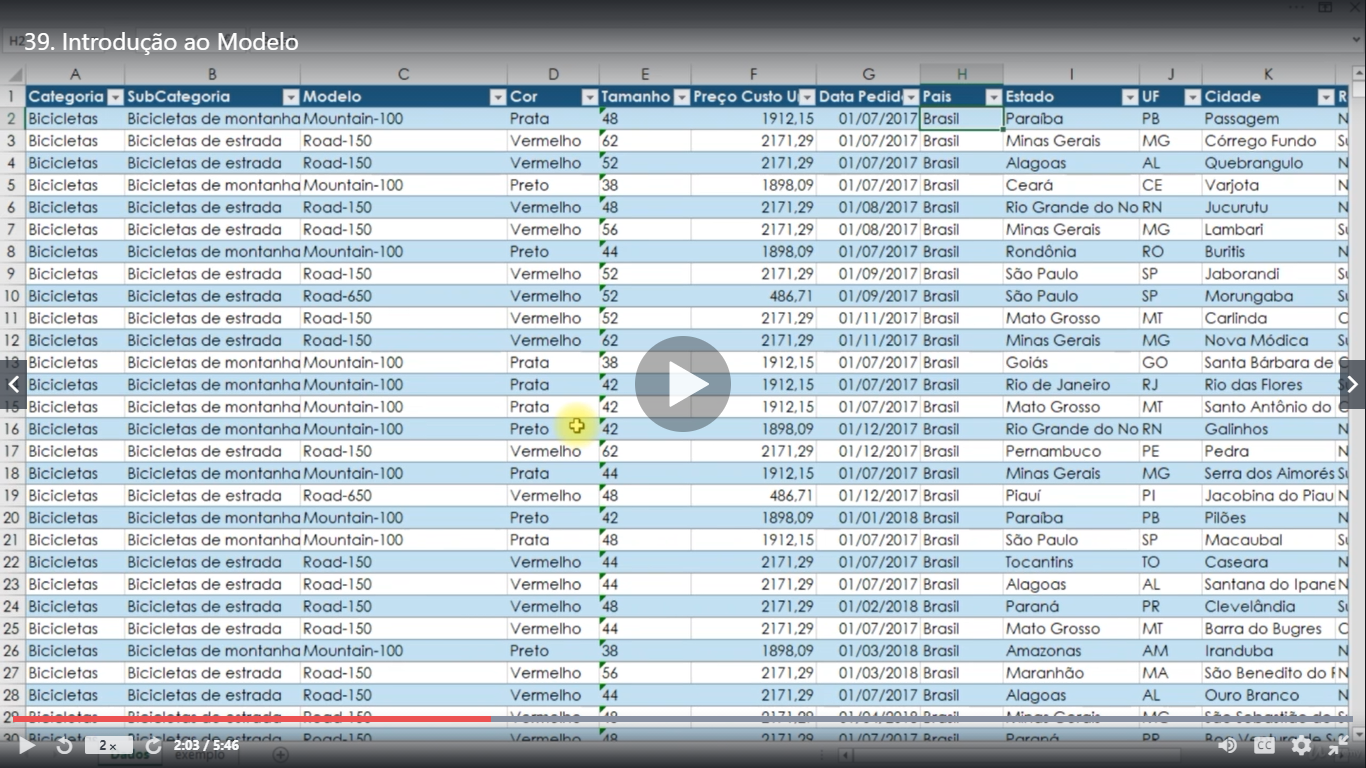 39. Introdução ao Modelo
A B C D E F G H I J K
1 Categoria SubCategoria Modelo Cor Tamanho Preço Custo U Data Pedid Pais Estado UF Cidade R
2 Bicicletas Bicicletas de montanha Mountain-100 Prata 48 1912,15 01/07/2017 Brasil Paraíba PB Passagem N
3 Bicicletas Bicicletas de estrada Road-150 Vermelho 62 2171,29 01/07/2017 Brasil Minas Gerais MG Córrego Fundo Su
4 Bicicletas Bicicletas de estrada Road-150 Vermelho 52 2171,29 01/07/2017 Brasil Alagoas AL Quebrangulo N
5 Bicicletas Bicicletas de montanha Mountain-100 Preto 38 1898,09 01/07/2017 Brasil Ceará CE Varjota N
6 Bicicletas Bicicletas de estrada Road-150 Vermelho 48 2171,29 01/08/2017 Brasil Rio Grande do No RN Jucurutu N
7 Bicicletas Bicicletas de estrada Road-150 Vermelho 56 2171,29 01/08/2017 Brasil Minas Gerais MG Lambari Su
8 Bicicletas Bicicletas de montanha Mountain-100 Preto 44 1898,09 01/07/2017 Brasil Rondônia RO Buritis N
9 Bicicletas Bicicletas de estrada Road-150 Vermelho 52 2171,29 01/09/2017 Brasil São Paulo SP Jaborandi Su
10 Bicicletas Bicicletas de estrada Road-650 Vermelho 52 486,71 01/09/2017 Brasil São Paulo SP Morungaba Su
11 Bicicletas Bicicletas de estrada Road-150 Vermelho 52 2171,29 01/11/2017 Brasil Mato Grosso MT Carlinda C
12 Bicicletas Bicicletas de estrada Road-150 Vermelho 62 2171,29 01/11/2017 Brasil Minas Gerais MG Nova Módica Su
13 Bicicletas Bicicletas de montanha Mountain-100 Prata 38 1912,15 01/07/2017 Brasil Goiás GO Santa Bárbara de
Bicicletas Bicicletas de montanha Mountain-100 Prata 42 1912,15 01/07/2017 Brasil Rio de Janeiro RJ Rio das Flores
15 Bicicletas Bicicletas de montanha Mountain-100 Prata 42 1912,15 01/07/2017 Brasil Mato Grosso MT Santo Antônio do
16 Bicicletas Bicicletas de montanha Mountain-100 Preto 42 1898,09 01/12/2017 Brasil Rio Grande do No RN Galinhos N
17 Bicicletas Bicicletas de estrada Road-150 Vermelho 62 2171,29 01/12/2017 Brasil Pernambuco PE Pedra N
18 Bicicletas Bicicletas de montanha Mountain-100 Prata 44 1912,15 01/07/2017 Brasil Minas Gerais MG Serra dos Aimorés Su
19 Bicicletas Bicicletas de estrada Road-650 Vermelho 48 486,71 01/12/2017 Brasil Piauí PI Jacobina do Piau N
20 Bicicletas Bicicletas de montanha Mountain-100 Preto 42 1898,09 01/01/2018 Brasil Paraíba PB Pilões N
21 Bicicletas Bicicletas de montanha Mountain-100 Prata 48 1912,15 01/07/2017 Brasil São Paulo SP Macaubal Su
22 Bicicletas Bicicletas de estrada Road-150 Vermelho 44 2171,29 01/07/2017 Brasil Tocantins TO Caseara N
23 Bicicletas Bicicletas de estrada Road-150 Vermelho 44 2171,29 01/07/2017 Brasil Alagoas AL Santana do Ipane N
24 Bicicletas Bicicletas de estrada Road-150 Vermelho 48 2171,29 01/02/2018 Brasil Paraná PR Clevelândia Su
25 Bicicletas Bicicletas de estrada Road-150 Vermelho 44 2171,29 01/07/2017 Brasil Mato Grosso MT Barra do Bugres C
26 Bicicletas Bicicletas de montanha Mountain-100 Preto 38 1898,09 01/03/2018 Brasil Amazonas AM Iranduba N
27 Bicicletas Bicicletas de estrada Road-150 Vermelho 56 2171,29 01/03/2018 Brasil Maranhão MA São Benedito do N
28 Bicicletas Bicicletas de estrada Road-150 Vermelho 44 2171,29 01/07/2017 Brasil Alagoas AL Ouro Branco N
29 Bicicletas Bicicletas de estrada Road-150 Vermelho 48 2171,29 01/04/2018 Brasil Minas Gerais MG São Sebastião de
30 Bicicletas Bicicletas de estrada Road-150 Vermelho 48 2171,29 01/07/2017 Brasil Paraná PR
2x 2:03 / 5:46 CC
Dados exemplo